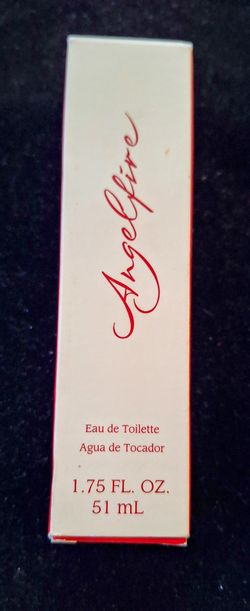 Angelfire
Eau de Toilette
Agua de Tocador
1.75 FL. OZ.
51 mL